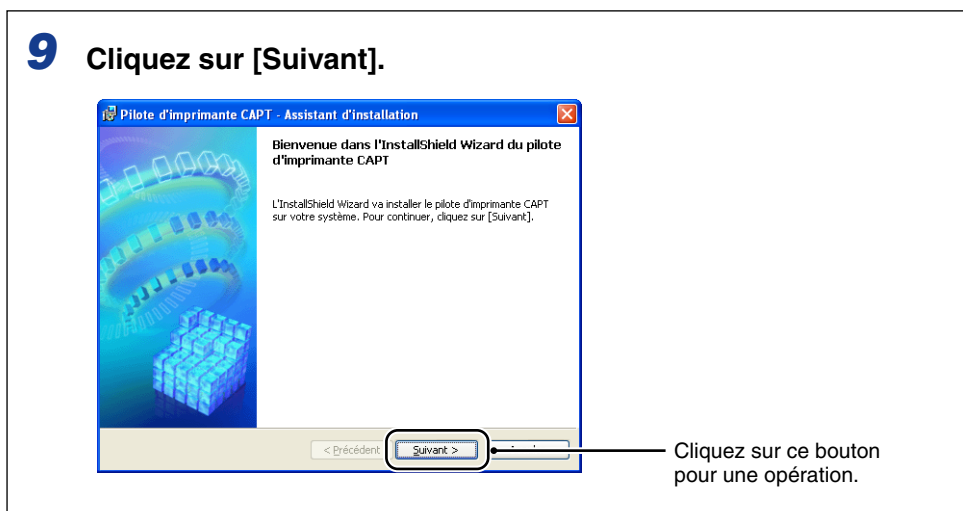 9 Cliquez sur [Suivant].
Pilote d'imprimante CAPT - Assistant d'installation
Bienvenue dans l'InstallShield Wizard du pilote
d'imprimante CAPT
L'InstallShield Wizard va installer le pilote d'imprimante CAPT
sur votre système. Pour continuer, cliquez sur [Suivant].
< Précédent
Suivant >
Cliquez sur ce bouton
pour une opération.